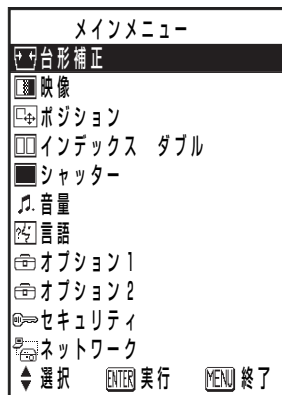 メインメニュー
台形補正
映像
ポジション
インデックス ダブル
シャッター
音量
言語
オプション1
オプション2
セキュリティ
ネットワーク
選択 ENTER 実行 MENU 終了